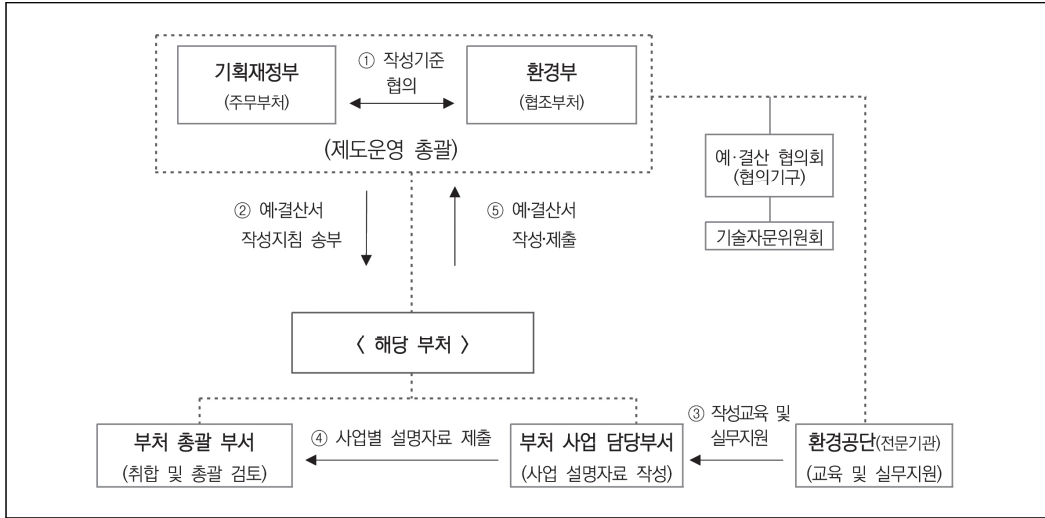 기획재정부
(주무부처)
① 작성기준
협의
환경부
(협조부처)
(제도운영 총괄)
예·결산 협의회
(협의기구)
기술자문위원회
② 예·결산서
작성지침 송부
⑤ 예·결산서
작성·제출
< 해당 부처 >
부처 총괄 부서
(취합 및 총괄 검토)
④ 사업별 설명자료 제출
부처 사업 담당부서
(사업 설명자료 작성)
③ 작성교육 및
실무지원
환경공단(전문기관)
(교육 및 실무지원)